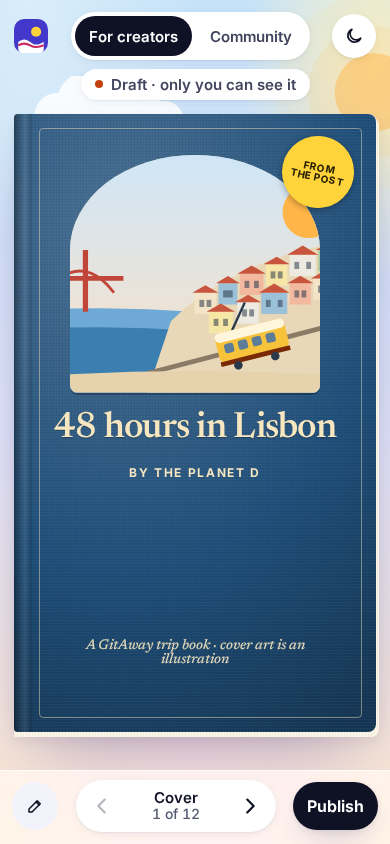 For creators
Community
Draft · only you can see it
FROM
THE POST
48 hours in Lisbon
BY THE PLANET D
A GitAway trip book · cover art is an
illustration
Cover
1 of 12
Publish